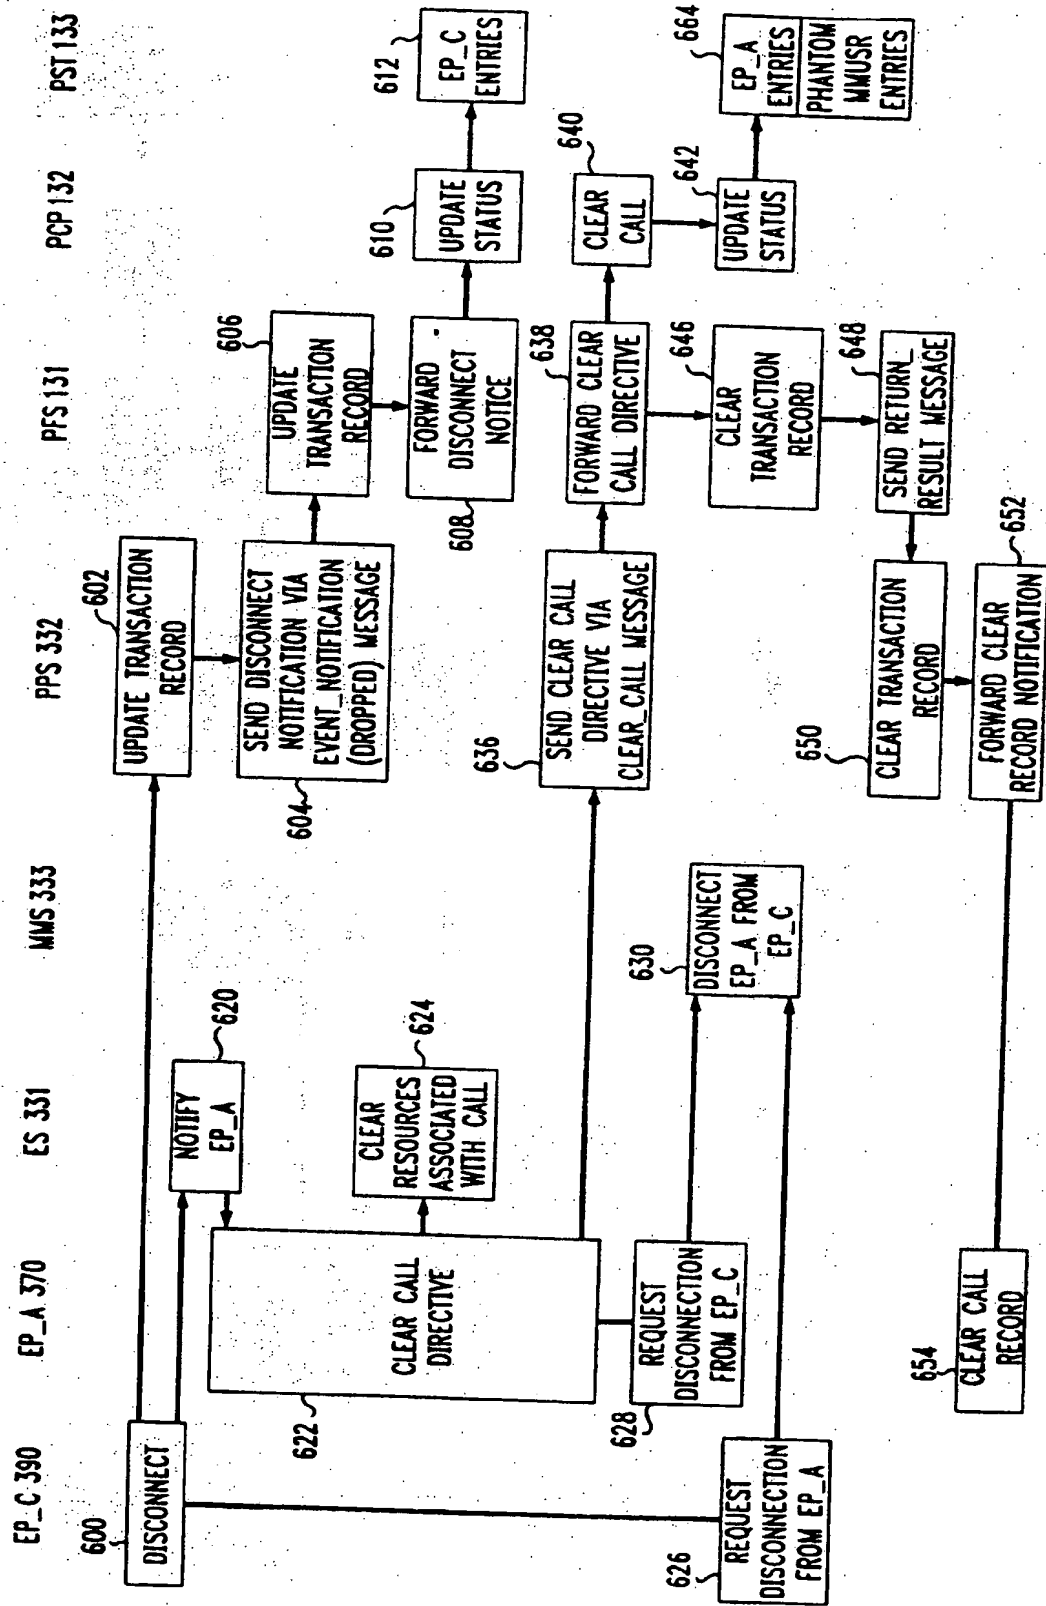 EP_C 390
EP_A 370
ES 331
MMS 333
PPS 332
PFS 131
PCP 132
PST 133
600
DISCONNECT
602
UPDATE TRANSACTION
RECORD
604
SEND DISCONNECT
NOTIFICATION VIA
EVENT_NOTIFICATION
(DROPPED) MESSAGE
606
UPDATE
TRANSACTION
RECORD
608
FORWARD
DISCONNECT
NOTICE
610
UPDATE
STATUS
612
EP_C
ENTRIES
620
NOTIFY
EP_A
622
CLEAR CALL
DIRECTIVE
624
CLEAR
RESOURCES
ASSOCIATED
WITH CALL
636
SEND CLEAR CALL
DIRECTIVE VIA
CLEAR_CALL MESSAGE
638
FORWARD CLEAR
CALL DIRECTIVE
640
CLEAR
CALL
642
UPDATE
STATUS
664
EP_A
ENTRIES
PHANTOM
MMUSR
ENTRIES
626
REQUEST
DISCONNECTION
FROM EP_A
628
REQUEST
DISCONNECTION
FROM EP_C
630
DISCONNECT
EP_A FROM
EP_C
646
CLEAR
TRANSACTION
RECORD
648
SEND RETURN_
RESULT MESSAGE
650
CLEAR TRANSACTION
RECORD
652
FORWARD CLEAR
RECORD NOTIFICATION
654
CLEAR CALL
RECORD